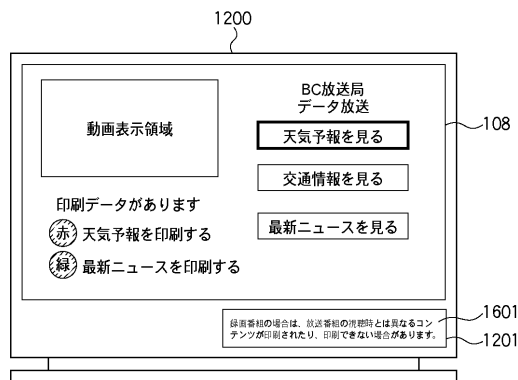 1200
BC放送局
データ放送
動画表示領域
天気予報を見る
108
交通情報を見る
印刷データがあります
赤 天気予報を印刷する
最新ニュースを見る
緑 最新ニュースを印刷する
録画番組の場合は、放送番組の視聴時とは異なるコン
テンツが印刷されたり、印刷できない場合があります。
1601
1201